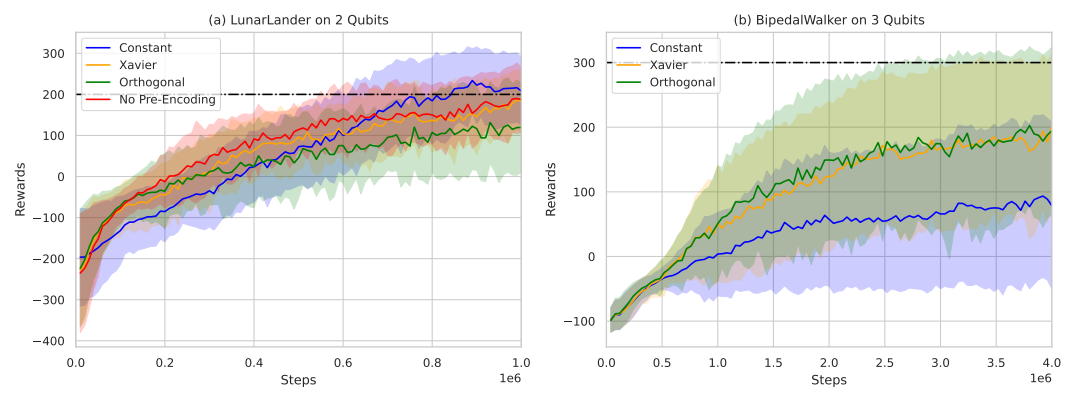 (a) LunarLander on 2 Qubits
Rewards
300
200
100
0
−100
−200
−300
−400
Constant
Xavier
Orthogonal
No Pre-Encoding
0.0
0.2
0.4
0.6
0.8
1.0
Steps
1e6
(b) BipedalWalker on 3 Qubits
Rewards
300
200
100
0
−100
Constant
Xavier
Orthogonal
0.0
0.5
1.0
1.5
2.0
2.5
3.0
3.5
4.0
Steps
1e6